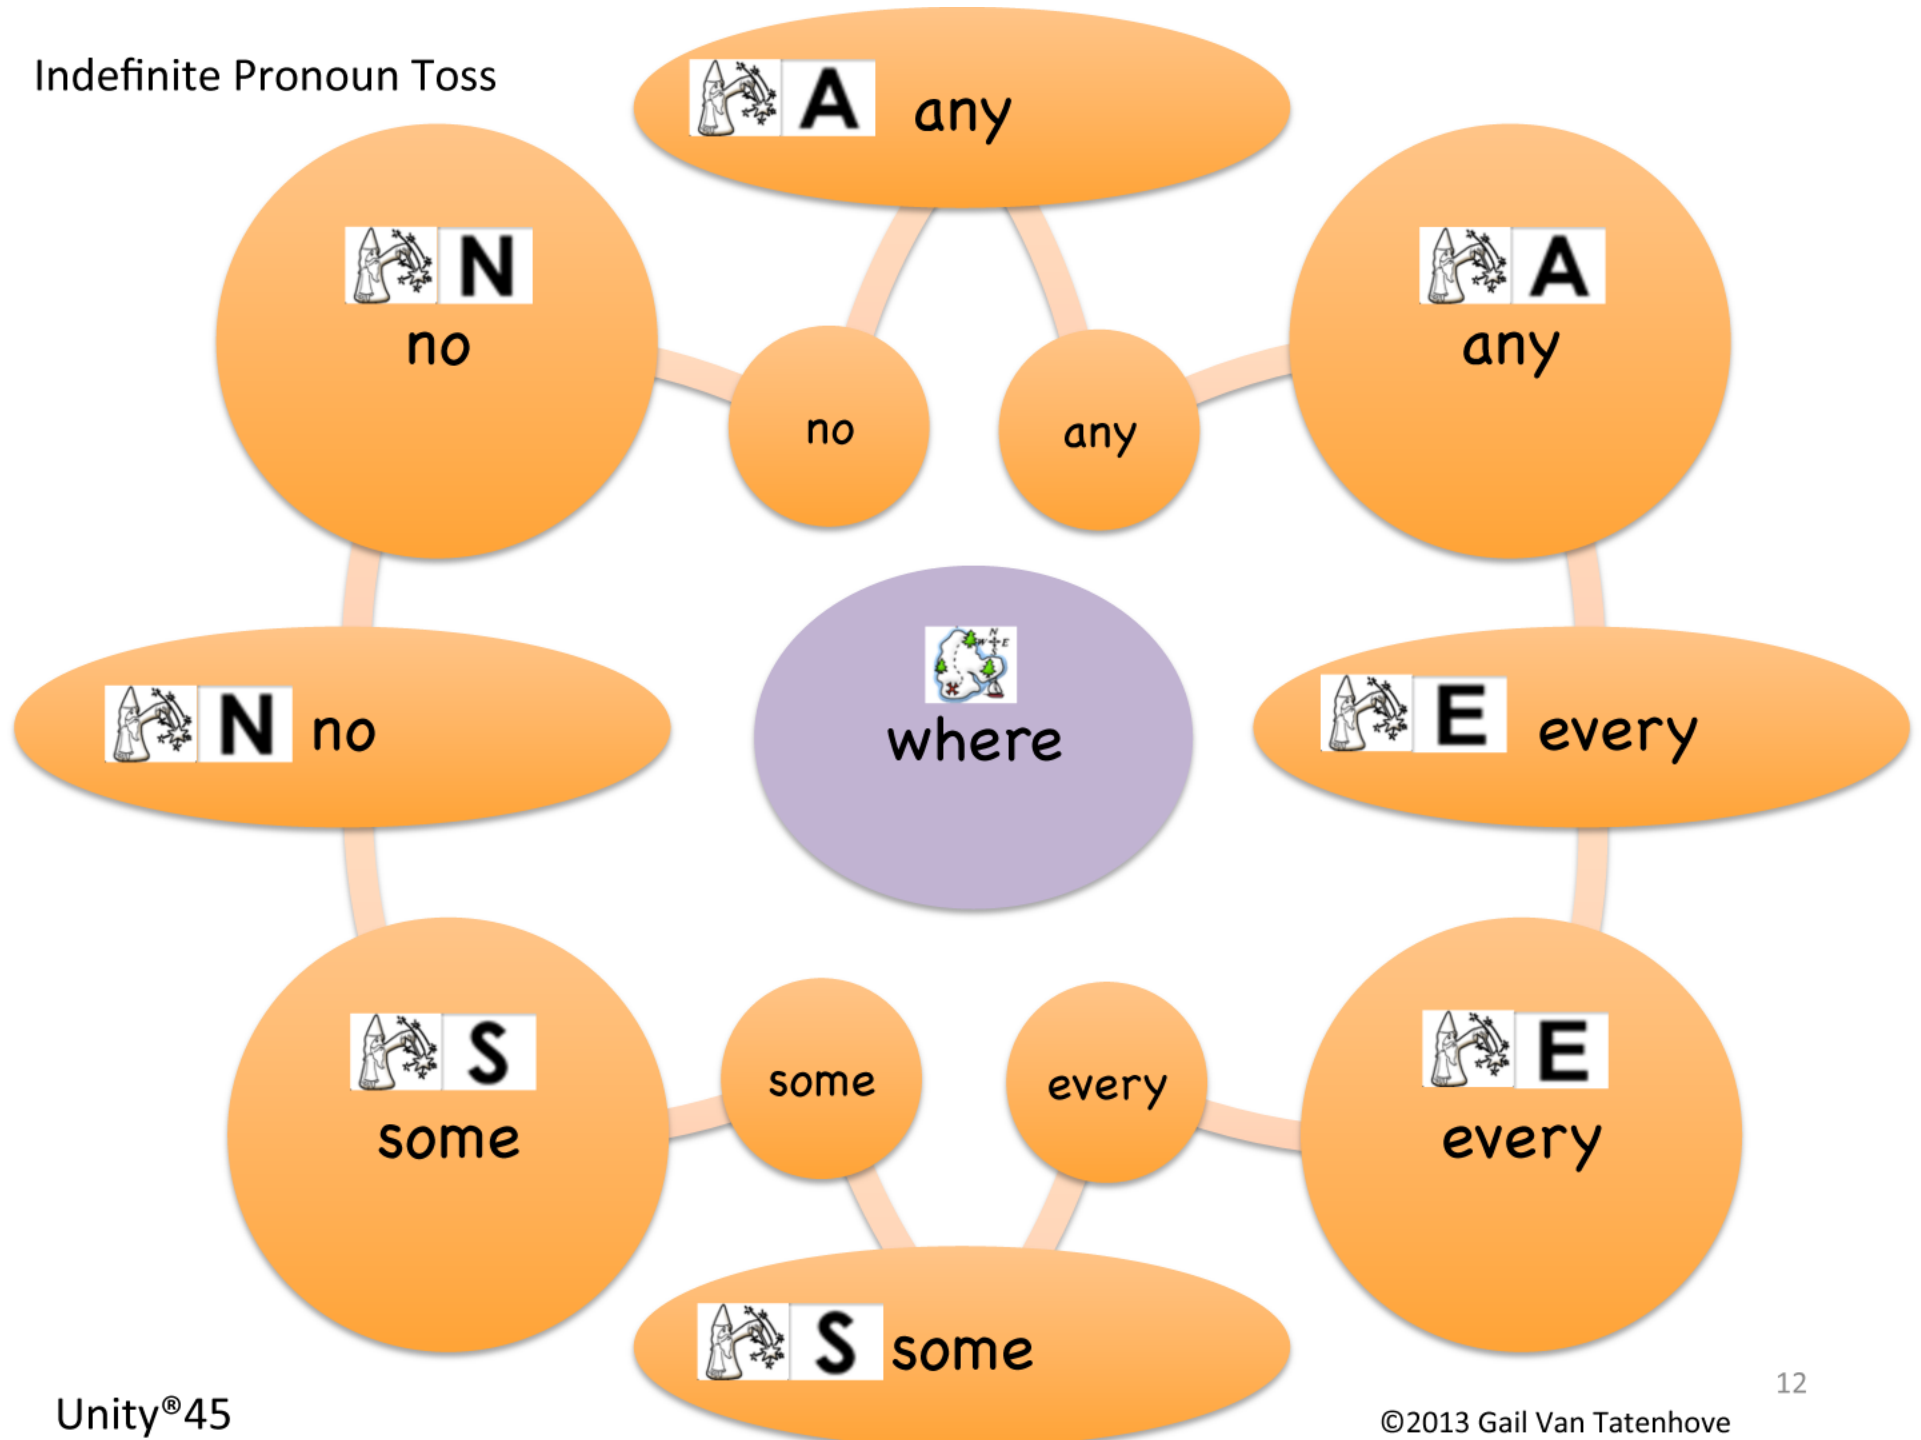 Indefinite Pronoun Toss
A any
N
no
A
any
no
any
N no
W N E S
where
E every
S
some
some
every
E
every
S some
12
Unity®45
©2013 Gail Van Tatenhove